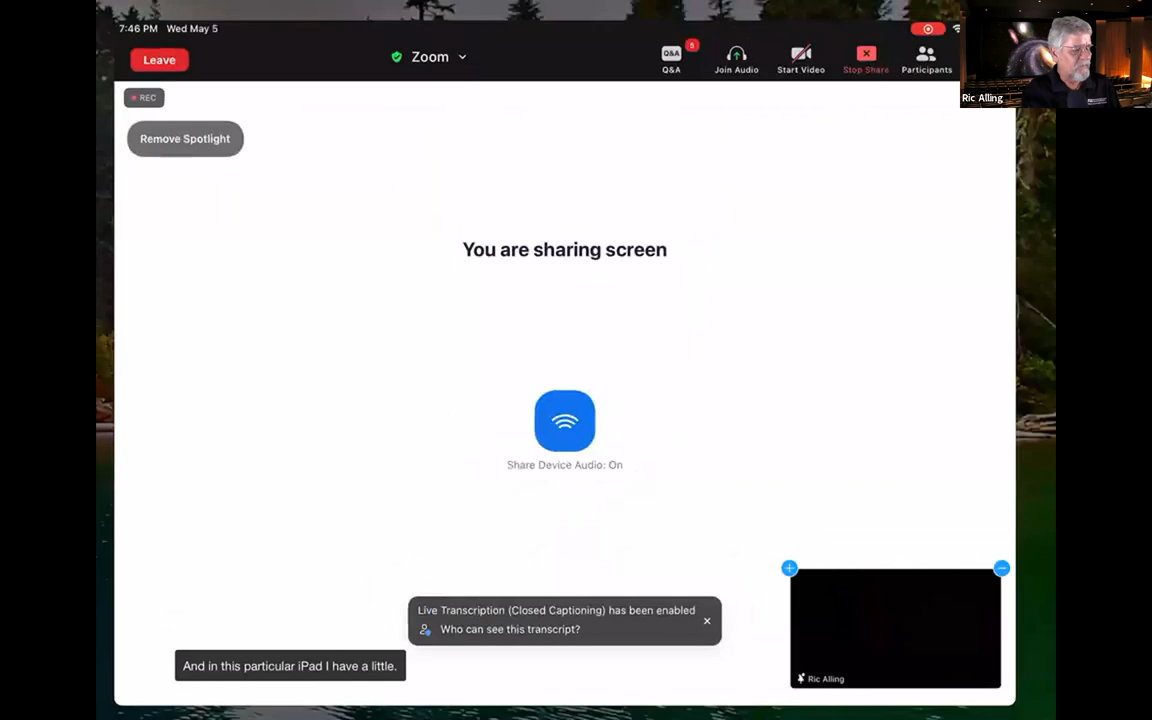 7:46 PM Wed May 5
Leave
Zoom
Q&A
5
Q&A
Join Audio
Start Video
Stop Share
Participants
Ric Alling
REC
Remove Spotlight
You are sharing screen
Share Device Audio: On
Live Transcription (Closed Captioning) has been enabled
Who can see this transcript?
And in this particular iPad I have a little.
Ric Alling